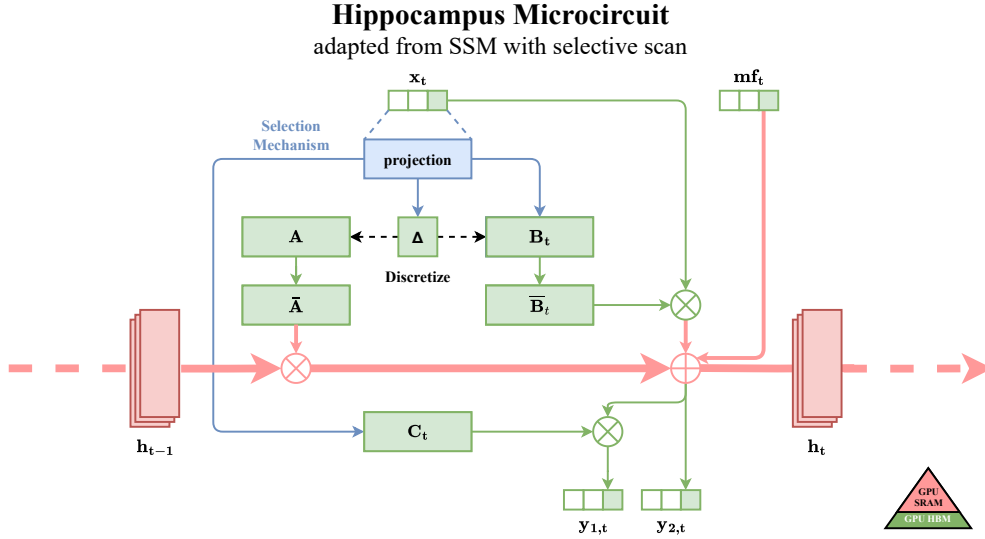 Hippocampus Microcircuit
adapted from SSM with selective scan
x_t
mf_t
Selection
Mechanism
projection
A
Δ
B_t
Discretize
Ā
B̅_t
h_{t−1}
h_t
C_t
y_{1,t}
y_{2,t}
GPU
SRAM
GPU HBM